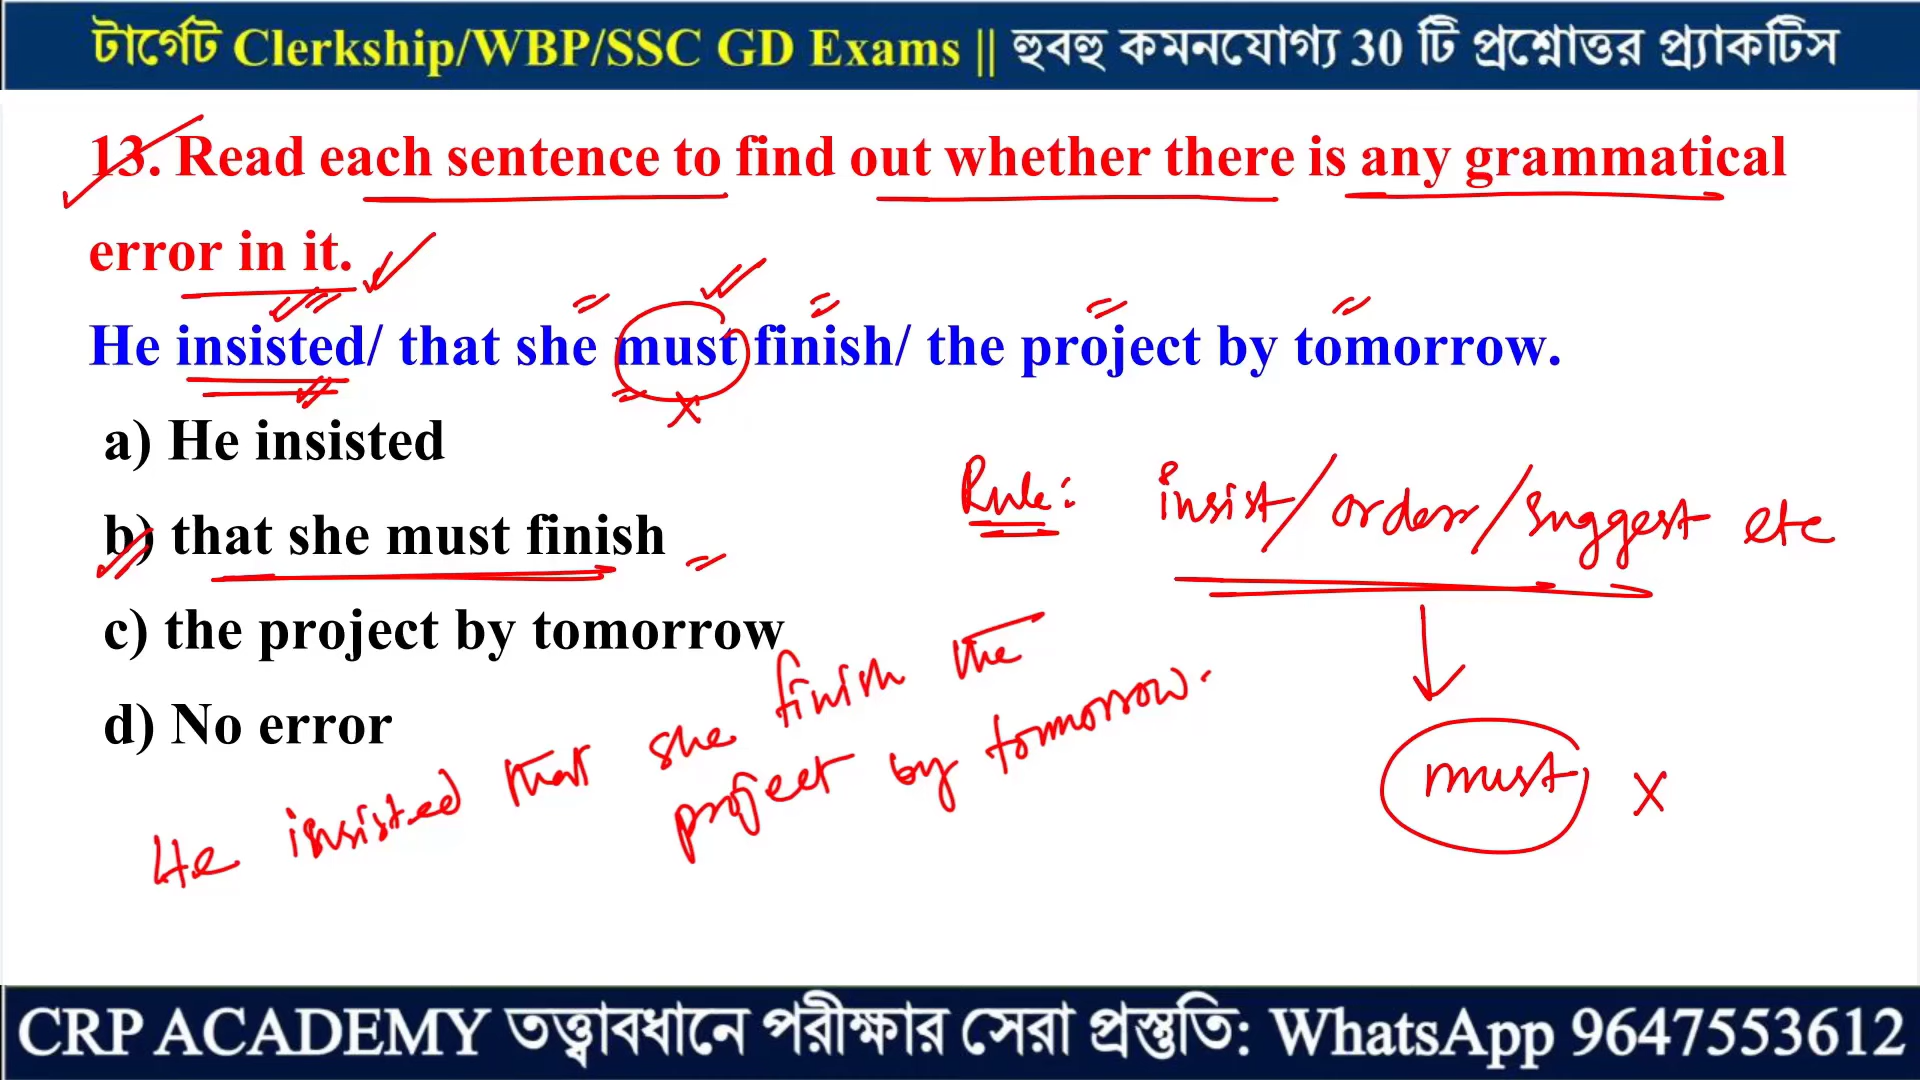 টার্গেট Clerkship/WBP/SSC GD Exams || হুবহু কমনযোগ্য 30 টি প্রশ্নোত্তর প্র্যাকটিস
13. Read each sentence to find out whether there is any grammatical
error in it.
He insisted/ that she must finish/ the project by tomorrow.
a) He insisted
b) that she must finish
c) the project by tomorrow
d) No error
Rule: insist/order/suggest etc
must x
He insisted that she finish the
project by tomorrow.
CRP ACADEMY তত্ত্বাবধানে পরীক্ষার সেরা প্রস্তুতি: WhatsApp 9647553612